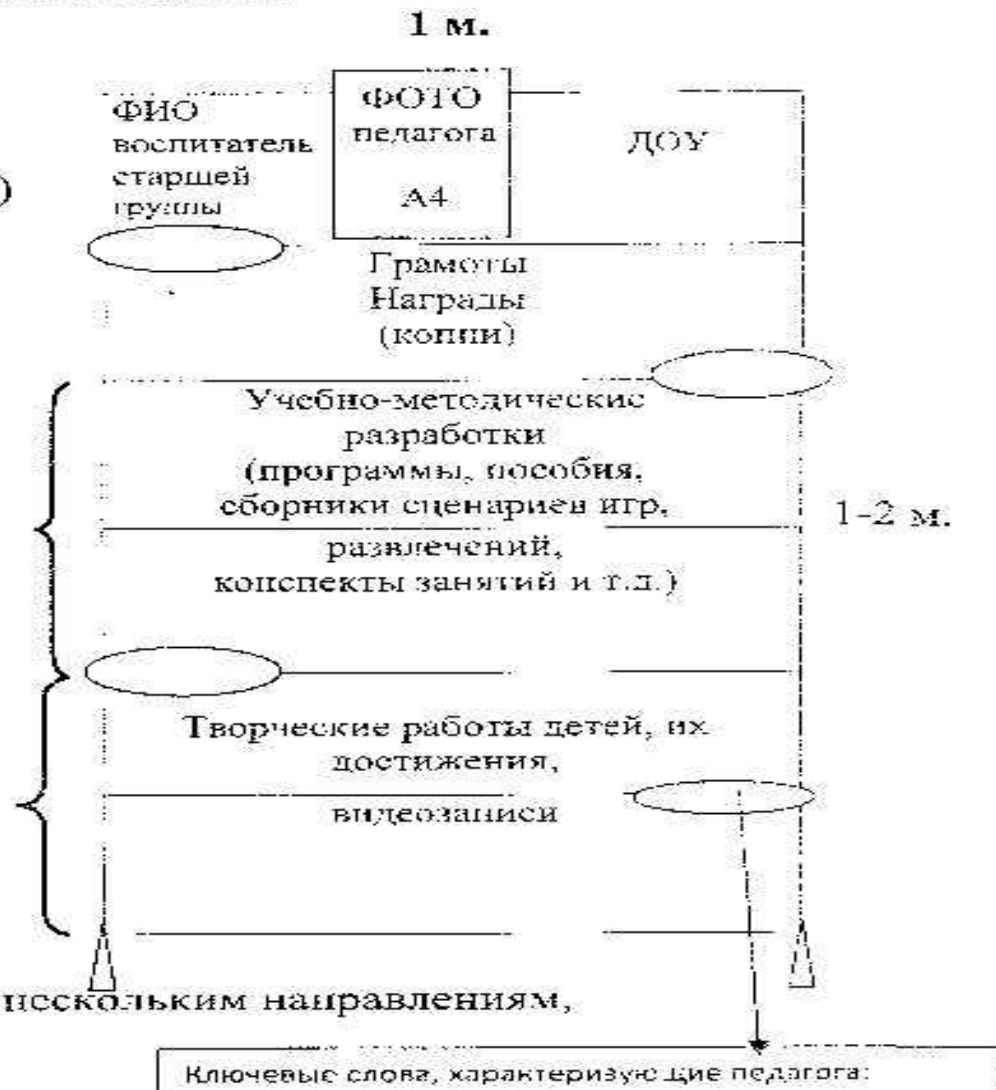 1 м.
ФИО
воспитатель
старшей
группы
ФОТО
педагога
А4
ДОУ
)
Грамоты
Награды
(копии)
Учебно-методические
разработки
(программы, пособия,
сборники сценариев игр,
развлечений,
конспекты занятий и т.д.)
1-2 м.
Творческие работы детей, их
достижения,
видеозаписи
нескольким направлениям,
Ключевые слова, характеризующие педагога: